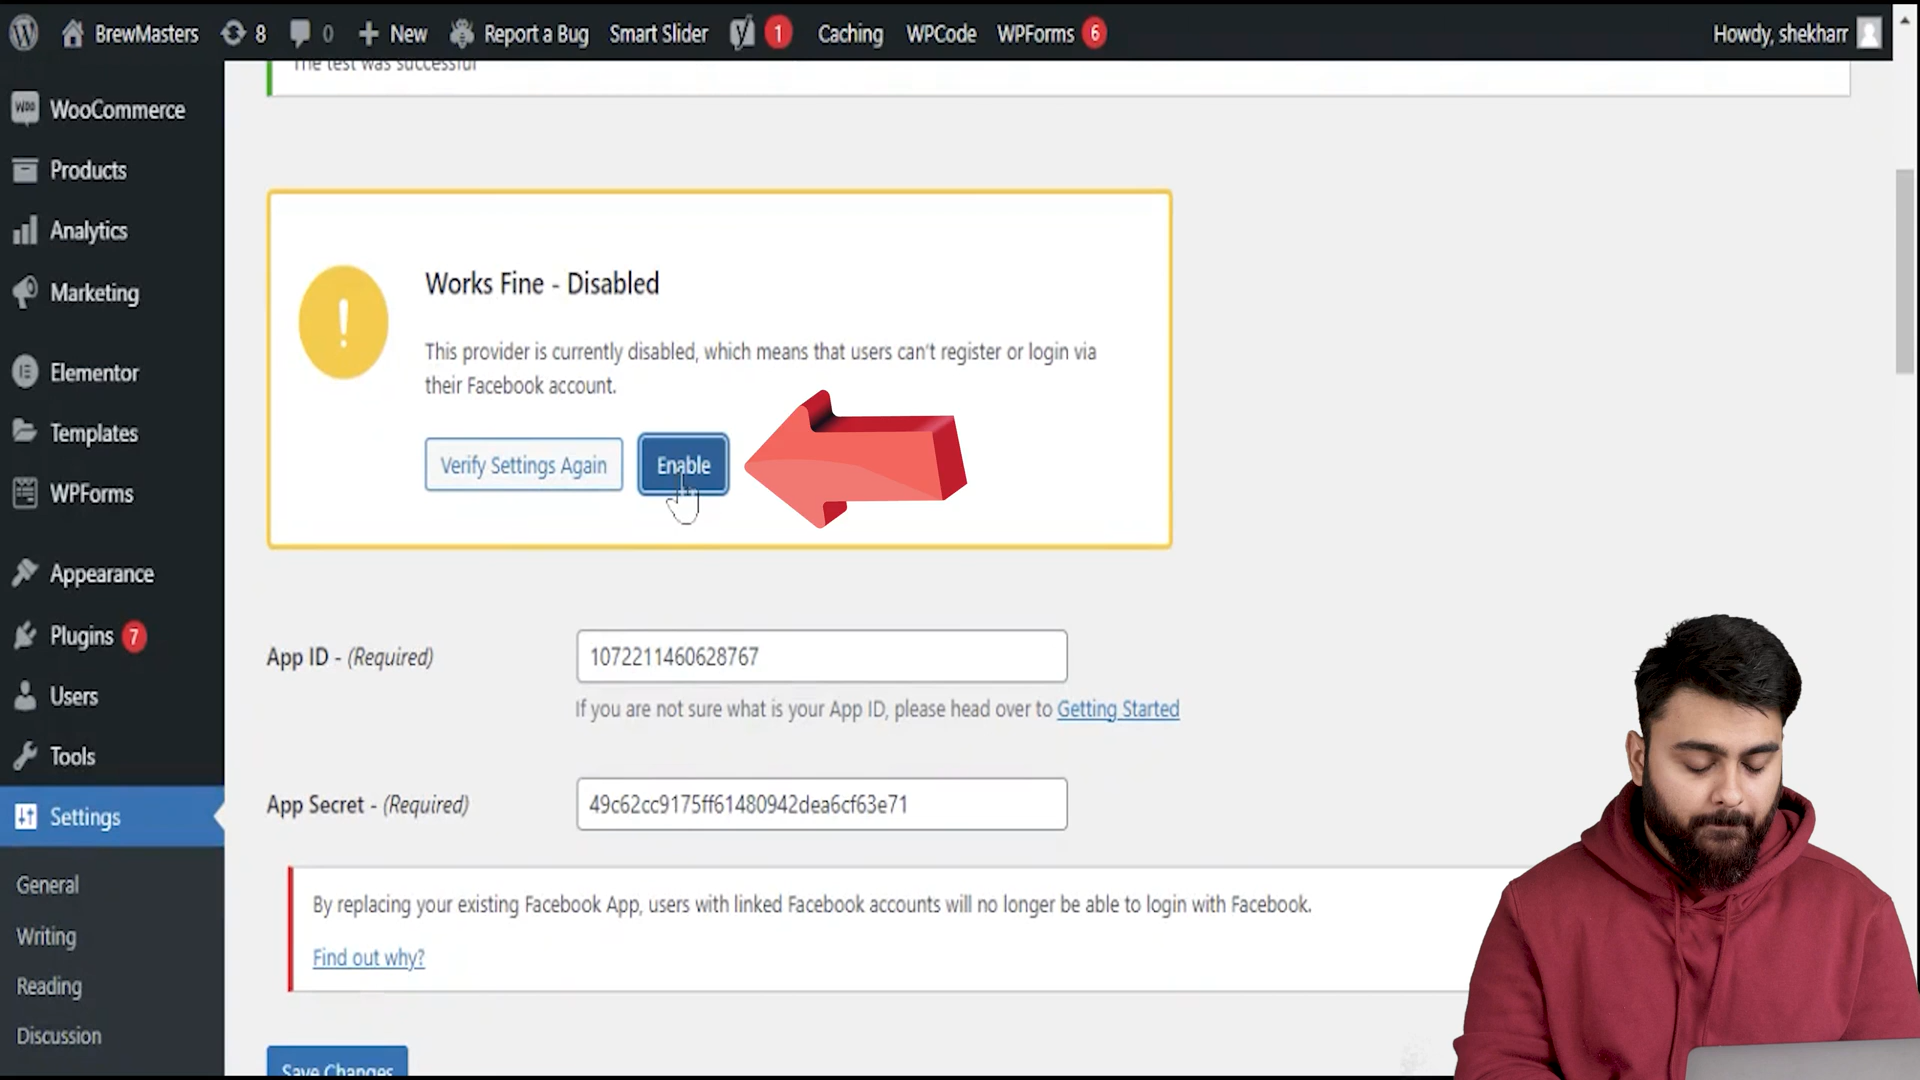 BrewMasters 8 0 New Report a Bug Smart Slider 1 Caching WPCode WPForms 6 Howdy, shekharr
The test was successful
WooCommerce
Products
Analytics
Marketing
Elementor
Templates
WPForms
Appearance
Plugins 7
Users
Tools
Settings
General
Writing
Reading
Discussion
!
Works Fine - Disabled
This provider is currently disabled, which means that users can't register or login via
their Facebook account.
Verify Settings Again Enable
App ID - (Required) 1072211460628767
If you are not sure what is your App ID, please head over to Getting Started
App Secret - (Required) 49c62cc9175ff61480942dea6cf63e71
By replacing your existing Facebook App, users with linked Facebook accounts will no longer be able to login with Facebook.
Find out why?
Save Changes